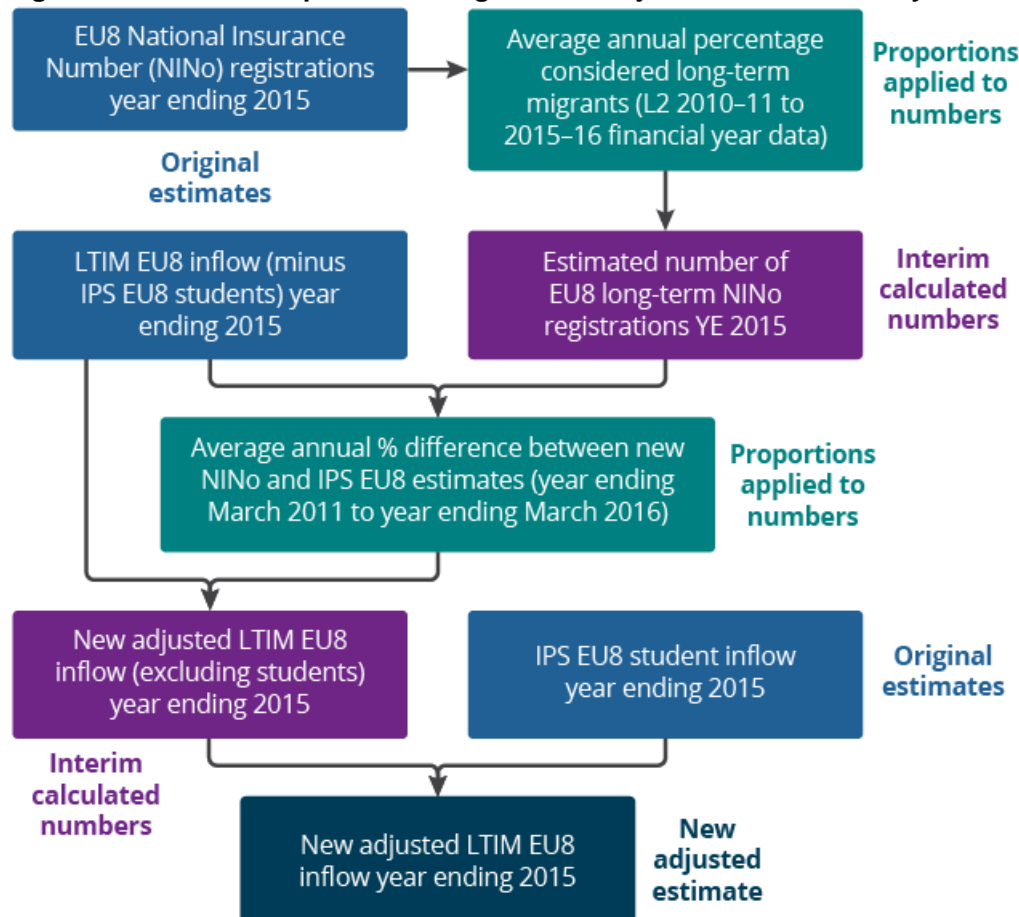 EU8 National Insurance
Number (NINo) registrations
year ending 2015
Average annual percentage
considered long-term
migrants (L2 2010–11 to
2015–16 financial year data)
Proportions
applied to
numbers
Original
estimates
LTIM EU8 inflow (minus
IPS EU8 students) year
ending 2015
Estimated number of
EU8 long-term NINo
registrations YE 2015
Interim
calculated
numbers
Average annual % difference between new
NINo and IPS EU8 estimates (year ending
March 2011 to year ending March 2016)
Proportions
applied to
numbers
New adjusted LTIM EU8
inflow (excluding students)
year ending 2015
IPS EU8 student inflow
year ending 2015
Original
estimates
Interim
calculated
numbers
New adjusted LTIM EU8
inflow year ending 2015
New
adjusted
estimate